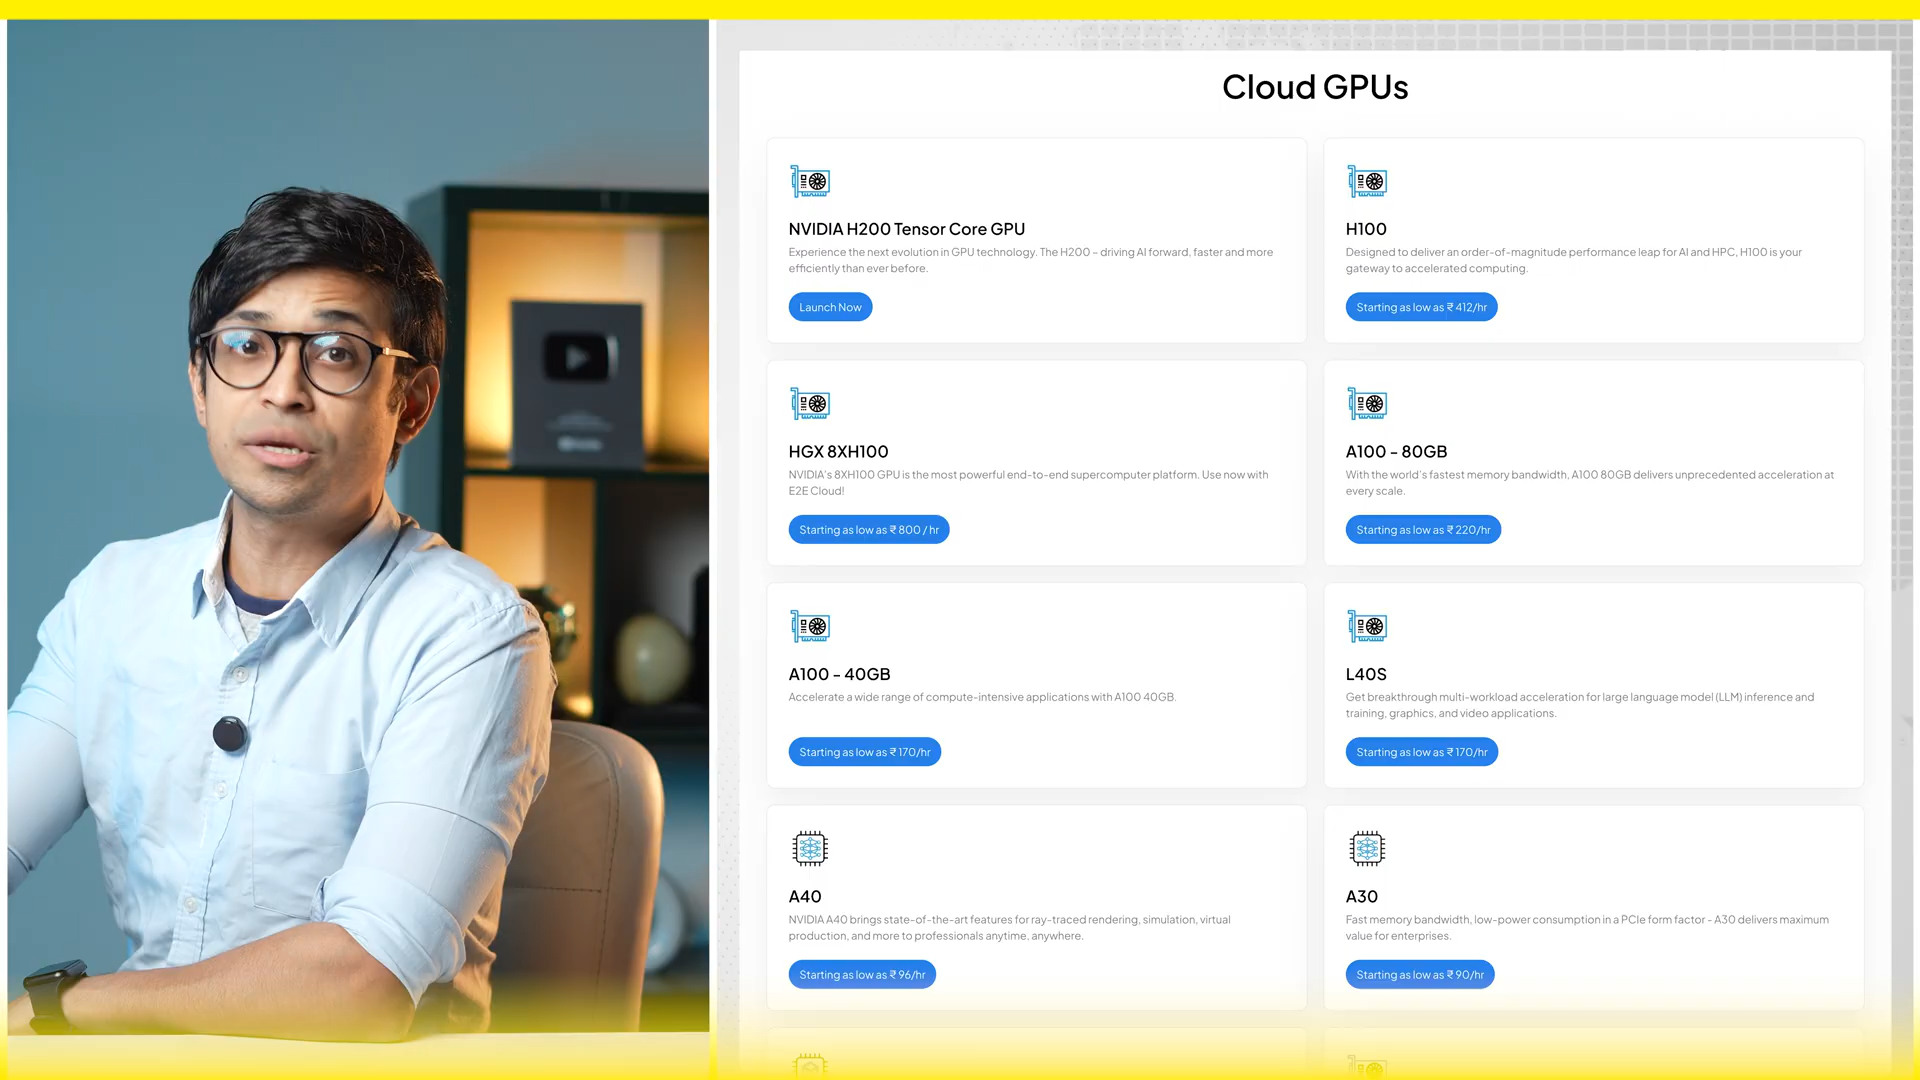 Cloud GPUs
NVIDIA H200 Tensor Core GPU
Experience the next evolution in GPU technology. The H200 – driving AI forward, faster and more
efficiently than ever before.
Launch Now
H100
Designed to deliver an order-of-magnitude performance leap for AI and HPC, H100 is your
gateway to accelerated computing.
Starting as low as ₹ 412/hr
HGX 8XH100
NVIDIA's 8XH100 GPU is the most powerful end-to-end supercomputer platform. Use now with
E2E Cloud!
Starting as low as ₹ 800 / hr
A100 - 80GB
With the world's fastest memory bandwidth, A100 80GB delivers unprecedented acceleration at
every scale.
Starting as low as ₹ 220/hr
A100 - 40GB
Accelerate a wide range of compute-intensive applications with A100 40GB.
Starting as low as ₹ 170/hr
L40S
Get breakthrough multi-workload acceleration for large language model (LLM) inference and
training, graphics, and video applications.
Starting as low as ₹ 170/hr
A40
NVIDIA A40 brings state-of-the-art features for ray-traced rendering, simulation, virtual
production, and more to professionals anytime, anywhere.
Starting as low as ₹ 96/hr
A30
Fast memory bandwidth, low-power consumption in a PCIe form factor - A30 delivers maximum
value for enterprises.
Starting as low as ₹ 90/hr